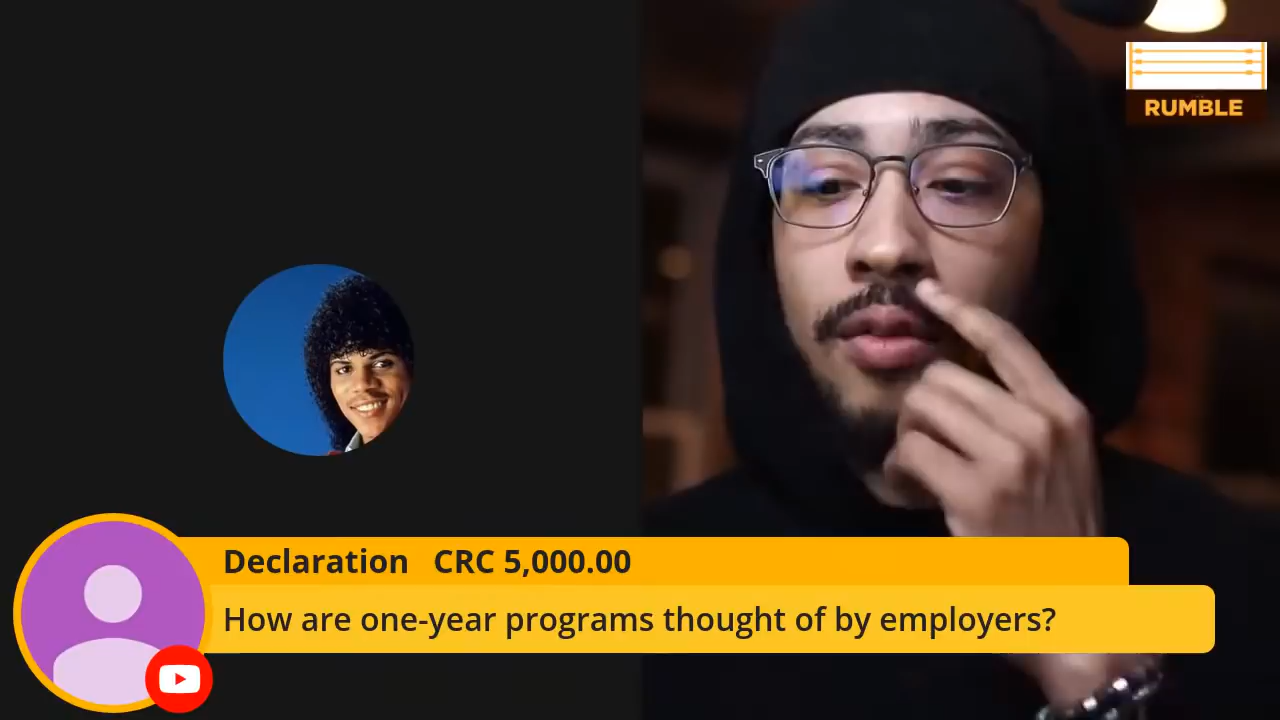 RUMBLE
Declaration CRC 5,000.00
How are one-year programs thought of by employers?